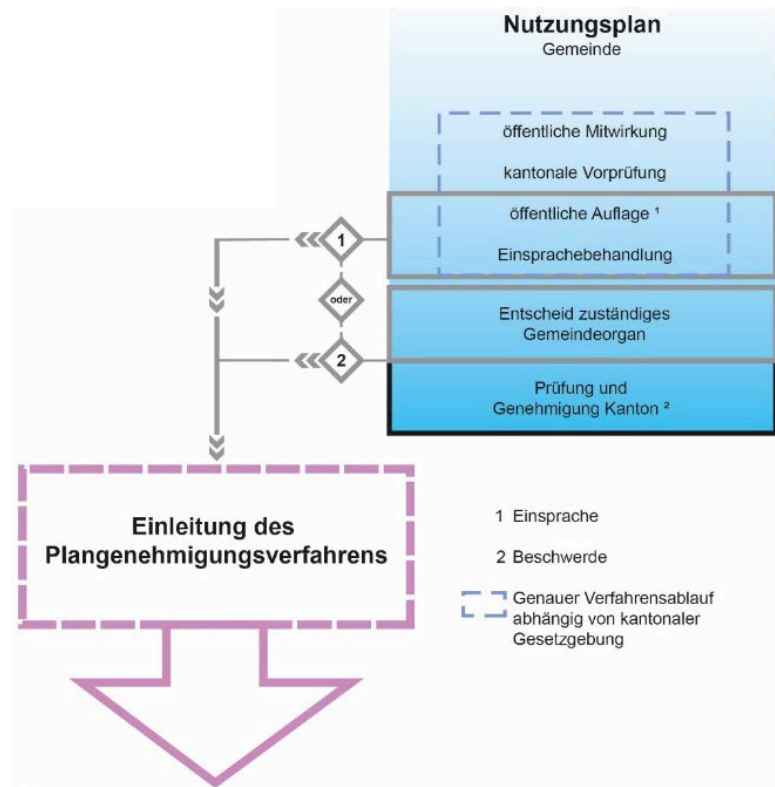 Nutzungsplan
Gemeinde
öffentliche Mitwirkung
kantonale Vorprüfung
öffentliche Auflage ¹
Einsprachebehandlung
1
oder
2
Entscheid zuständiges
Gemeindeorgan
Prüfung und
Genehmigung Kanton ²
Einleitung des
Plangenehmigungsverfahrens
1 Einsprache
2 Beschwerde
Genauer Verfahrensablauf
abhängig von kantonaler
Gesetzgebung